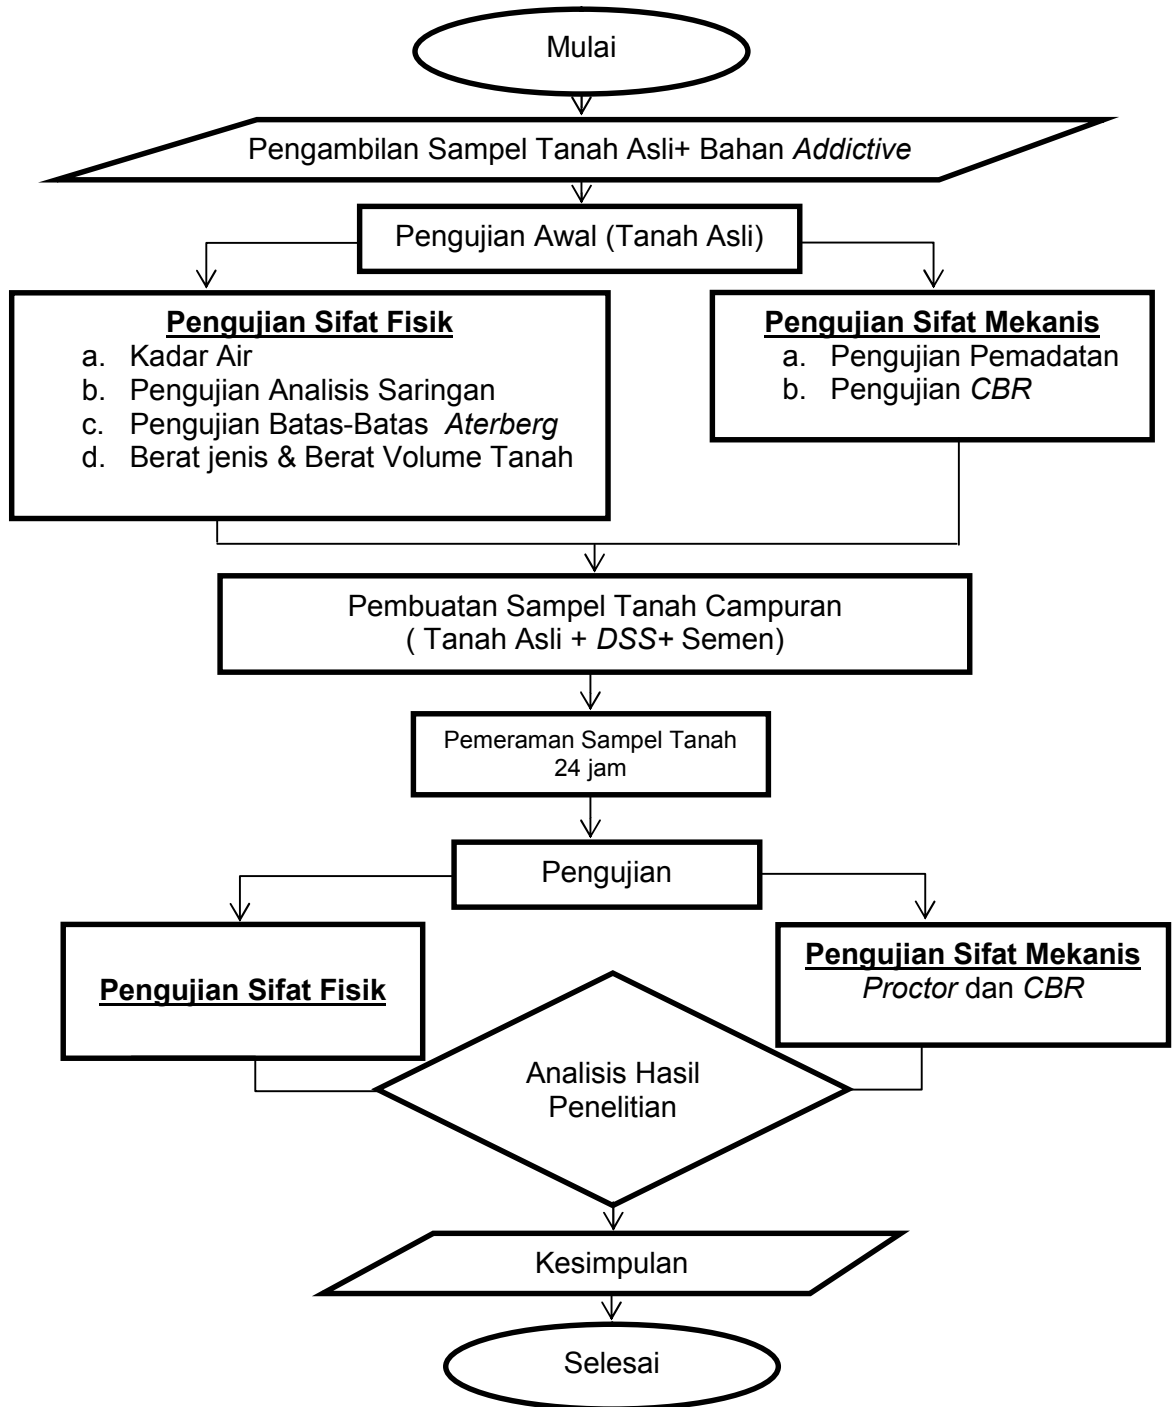 Mulai
Pengambilan Sampel Tanah Asli+ Bahan Addictive
Pengujian Awal (Tanah Asli)
Pengujian Sifat Fisik
a. Kadar Air
b. Pengujian Analisis Saringan
c. Pengujian Batas-Batas Aterberg
d. Berat jenis & Berat Volume Tanah
Pengujian Sifat Mekanis
a. Pengujian Pemadatan
b. Pengujian CBR
Pembuatan Sampel Tanah Campuran
( Tanah Asli + DSS+ Semen)
Pemeraman Sampel Tanah
24 jam
Pengujian
Pengujian Sifat Fisik
Pengujian Sifat Mekanis
Proctor dan CBR
Analisis Hasil
Penelitian
Kesimpulan
Selesai